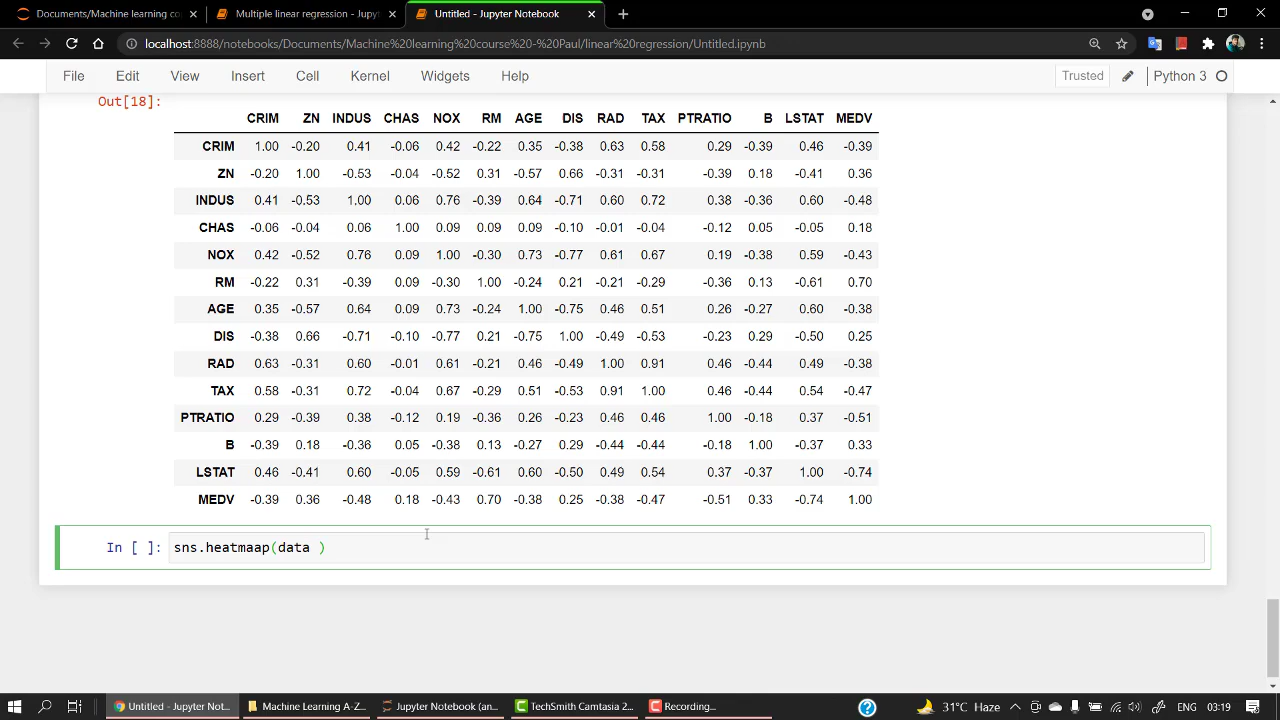 Documents/Machine learning co
Multiple linear regression - Jupyt
Untitled - Jupyter Notebook
localhost:8888/notebooks/Documents/Machine%20learning%20course%20-%20Paul/linear%20regression/Untitled.ipynb
File Edit View Insert Cell Kernel Widgets Help Trusted Python 3
Out[18]:
CRIM ZN INDUS CHAS NOX RM AGE DIS RAD TAX PTRATIO B LSTAT MEDV
CRIM 1.00 -0.20 0.41 -0.06 0.42 -0.22 0.35 -0.38 0.63 0.58 0.29 -0.39 0.46 -0.39
ZN -0.20 1.00 -0.53 -0.04 -0.52 0.31 -0.57 0.66 -0.31 -0.31 -0.39 0.18 -0.41 0.36
INDUS 0.41 -0.53 1.00 0.06 0.76 -0.39 0.64 -0.71 0.60 0.72 0.38 -0.36 0.60 -0.48
CHAS -0.06 -0.04 0.06 1.00 0.09 0.09 0.09 -0.10 -0.01 -0.04 -0.12 0.05 -0.05 0.18
NOX 0.42 -0.52 0.76 0.09 1.00 -0.30 0.73 -0.77 0.61 0.67 0.19 -0.38 0.59 -0.43
RM -0.22 0.31 -0.39 0.09 -0.30 1.00 -0.24 0.21 -0.21 -0.29 -0.36 0.13 -0.61 0.70
AGE 0.35 -0.57 0.64 0.09 0.73 -0.24 1.00 -0.75 0.46 0.51 0.26 -0.27 0.60 -0.38
DIS -0.38 0.66 -0.71 -0.10 -0.77 0.21 -0.75 1.00 -0.49 -0.53 -0.23 0.29 -0.50 0.25
RAD 0.63 -0.31 0.60 -0.01 0.61 -0.21 0.46 -0.49 1.00 0.91 0.46 -0.44 0.49 -0.38
TAX 0.58 -0.31 0.72 -0.04 0.67 -0.29 0.51 -0.53 0.91 1.00 0.46 -0.44 0.54 -0.47
PTRATIO 0.29 -0.39 0.38 -0.12 0.19 -0.36 0.26 -0.23 0.46 0.46 1.00 -0.18 0.37 -0.51
B -0.39 0.18 -0.36 0.05 -0.38 0.13 -0.27 0.29 -0.44 -0.44 -0.18 1.00 -0.37 0.33
LSTAT 0.46 -0.41 0.60 -0.05 0.59 -0.61 0.60 -0.50 0.49 0.54 0.37 -0.37 1.00 -0.74
MEDV -0.39 0.36 -0.48 0.18 -0.43 0.70 -0.38 0.25 -0.38 -0.47 -0.51 0.33 -0.74 1.00
In [ ]: sns.heatmaap(data )
Untitled - Jupyter Not... Machine Learning A-Z... Jupyter Notebook (an... TechSmith Camtasia 2... Recording... 31°C Haze ENG 03:19